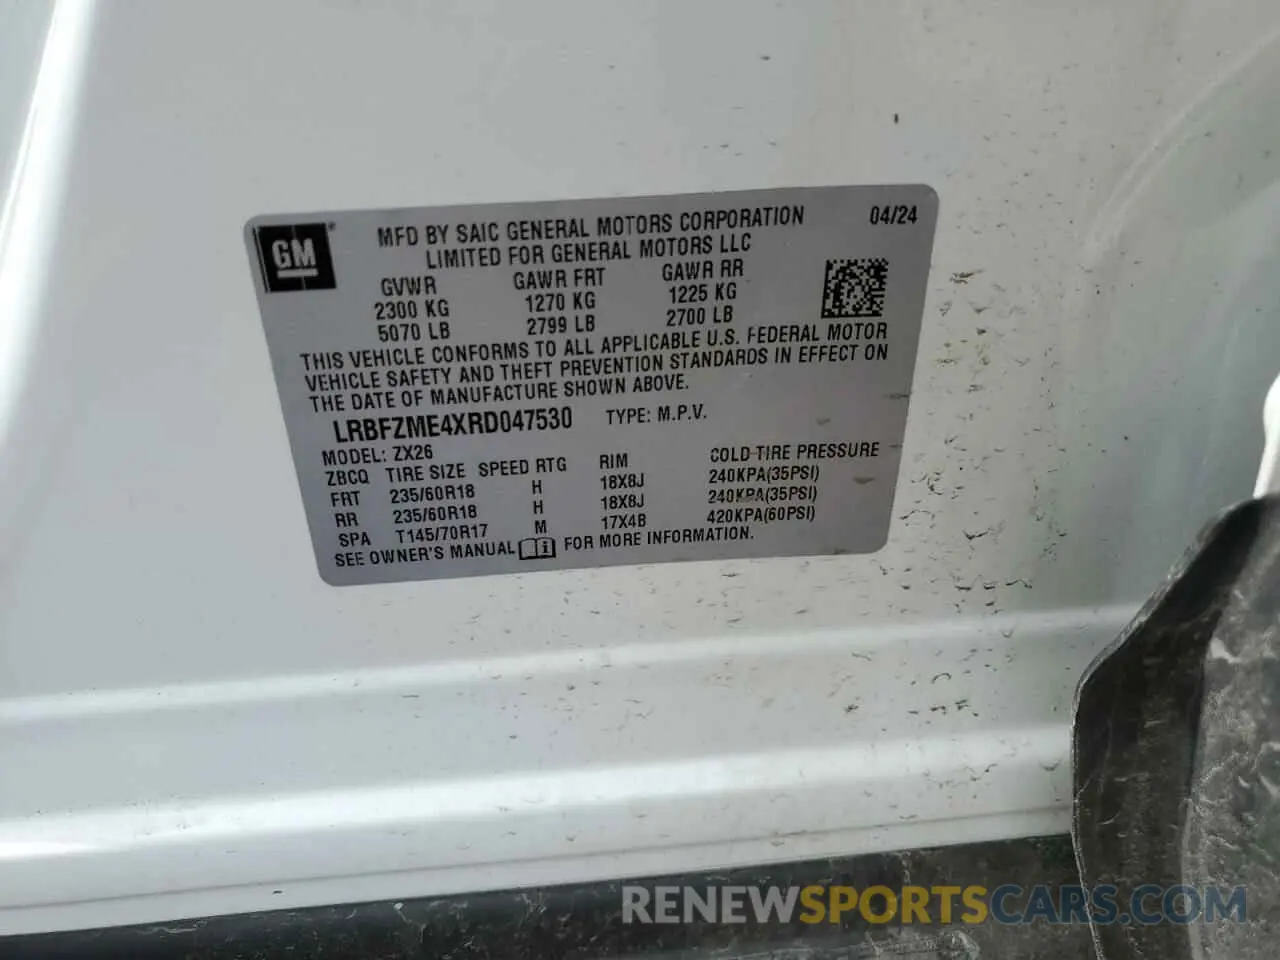 GM
MFD BY SAIC GENERAL MOTORS CORPORATION 04/24
LIMITED FOR GENERAL MOTORS LLC
GVWR GAWR FRT GAWR RR
2300 KG 1270 KG 1225 KG
5070 LB 2799 LB 2700 LB
THIS VEHICLE CONFORMS TO ALL APPLICABLE U.S. FEDERAL MOTOR
VEHICLE SAFETY AND THEFT PREVENTION STANDARDS IN EFFECT ON
THE DATE OF MANUFACTURE SHOWN ABOVE.
LRBFZME4XRD047530 TYPE: M.P.V.
MODEL: ZX26
ZBCQ TIRE SIZE SPEED RTG RIM COLD TIRE PRESSURE
FRT 235/60R18 H 18X8J 240KPA(35PSI)
RR 235/60R18 H 18X8J 240KPA(35PSI)
SPA T145/70R17 M 17X4B 420KPA(60PSI)
SEE OWNER'S MANUAL FOR MORE INFORMATION.
RENEWSPORTSCARS.COM